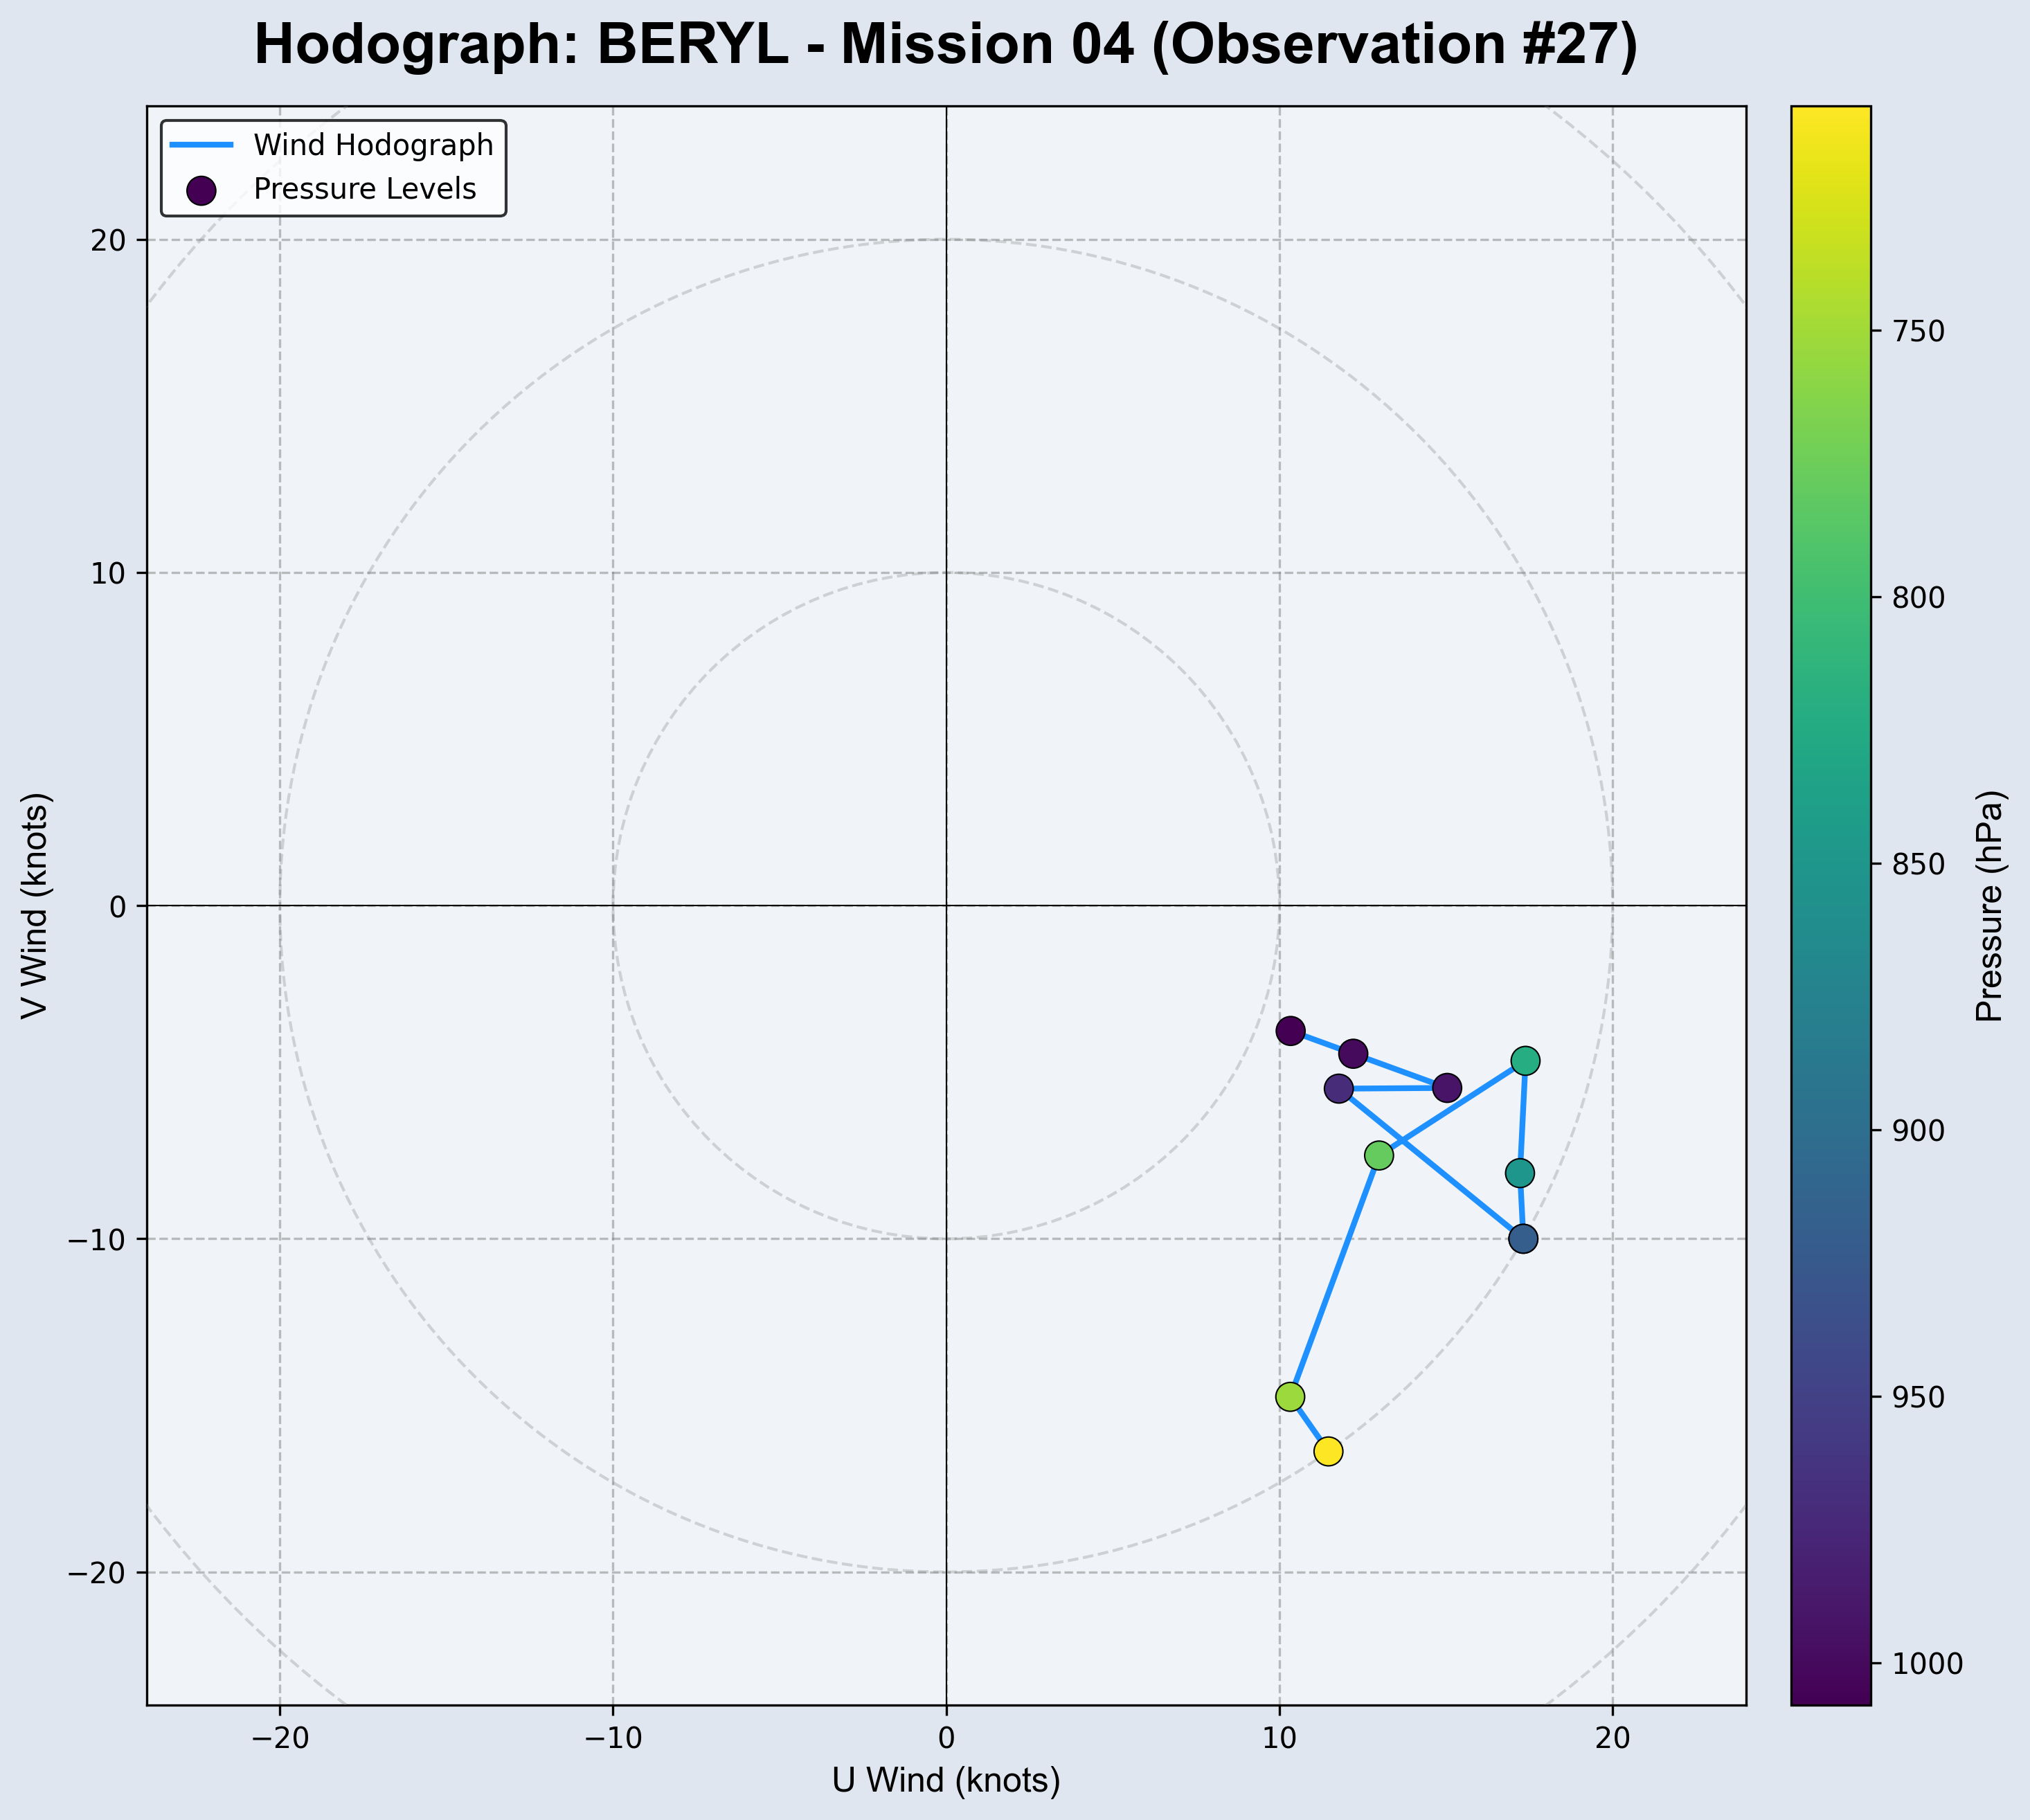 Hodograph: BERYL - Mission 04 (Observation #27)
Wind Hodograph
Pressure Levels
20
10
0
−10
−20
V Wind (knots)
−20
−10
0
10
20
U Wind (knots)
750
800
850
900
950
1000
Pressure (hPa)